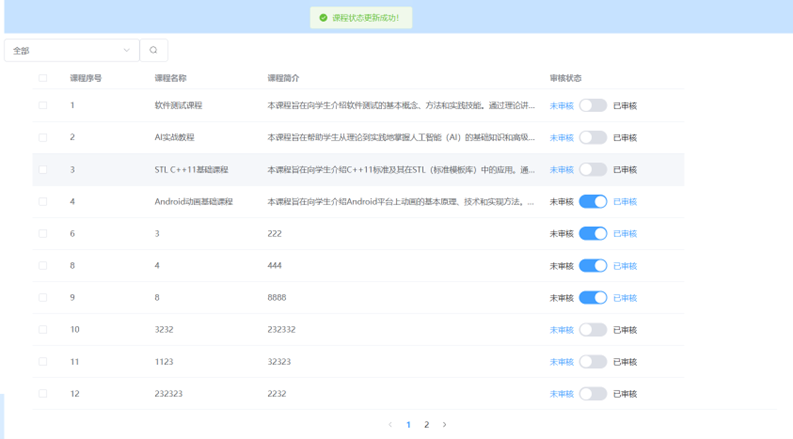 课程状态更新成功!
全部
课程序号 课程名称 课程简介 审核状态
1 软件测试课程 本课程旨在向学生介绍软件测试的基本概念、方法和实践技能。通过理论讲... 未审核 已审核
2 AI实战教程 本课程旨在帮助学生从理论到实践地掌握人工智能（AI）的基础知识和高级... 未审核 已审核
3 STL C++11基础课程 本课程旨在向学生介绍C++11标准及其在STL（标准模板库）中的应用。通... 未审核 已审核
4 Android动画基础课程 本课程旨在向学生介绍Android平台上动画的基本原理、技术和实现方法。... 未审核 已审核
6 3 222 未审核 已审核
8 4 444 未审核 已审核
9 8 8888 未审核 已审核
10 3232 232332 未审核 已审核
11 1123 32323 未审核 已审核
12 232323 2232 未审核 已审核
1 2